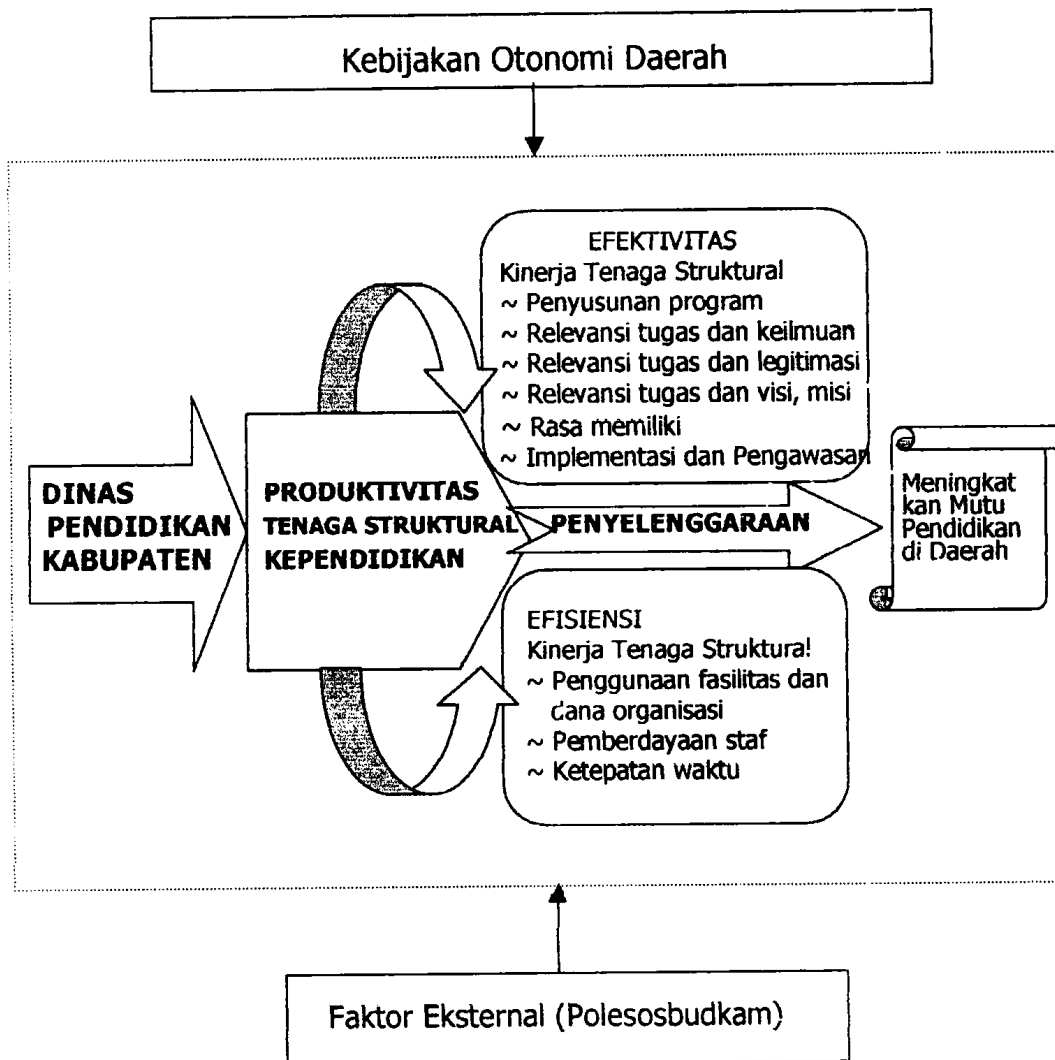 Kebijakan Otonomi Daerah
EFEKTIVITAS
Kinerja Tenaga Struktural
~ Penyusunan program
~ Relevansi tugas dan keilmuan
~ Relevansi tugas dan legitimasi
~ Relevansi tugas dan visi, misi
~ Rasa memiliki
~ Implementasi dan Pengawasan
DINAS
PENDIDIKAN
KABUPATEN
PRODUKTIVITAS
TENAGA STRUKTURAL
KEPENDIDIKAN
PENYELENGGARAAN
Meningkat
kan Mutu
Pendidikan
di Daerah
EFISIENSI
Kinerja Tenaga Struktural
~ Penggunaan fasilitas dan
dana organisasi
~ Pemberdayaan staf
~ Ketepatan waktu
Faktor Eksternal (Polesosbudkam)